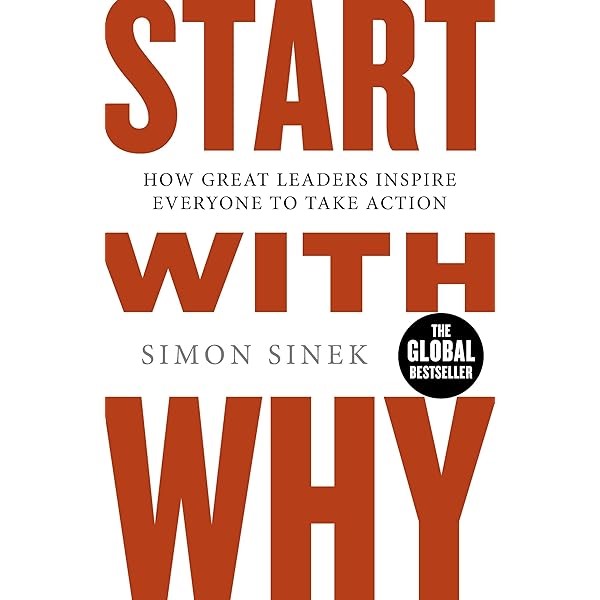 START
HOW GREAT LEADERS INSPIRE
EVERYONE TO TAKE ACTION
WITH
SIMON SINEK
THE
GLOBAL
BESTSELLER
WHY